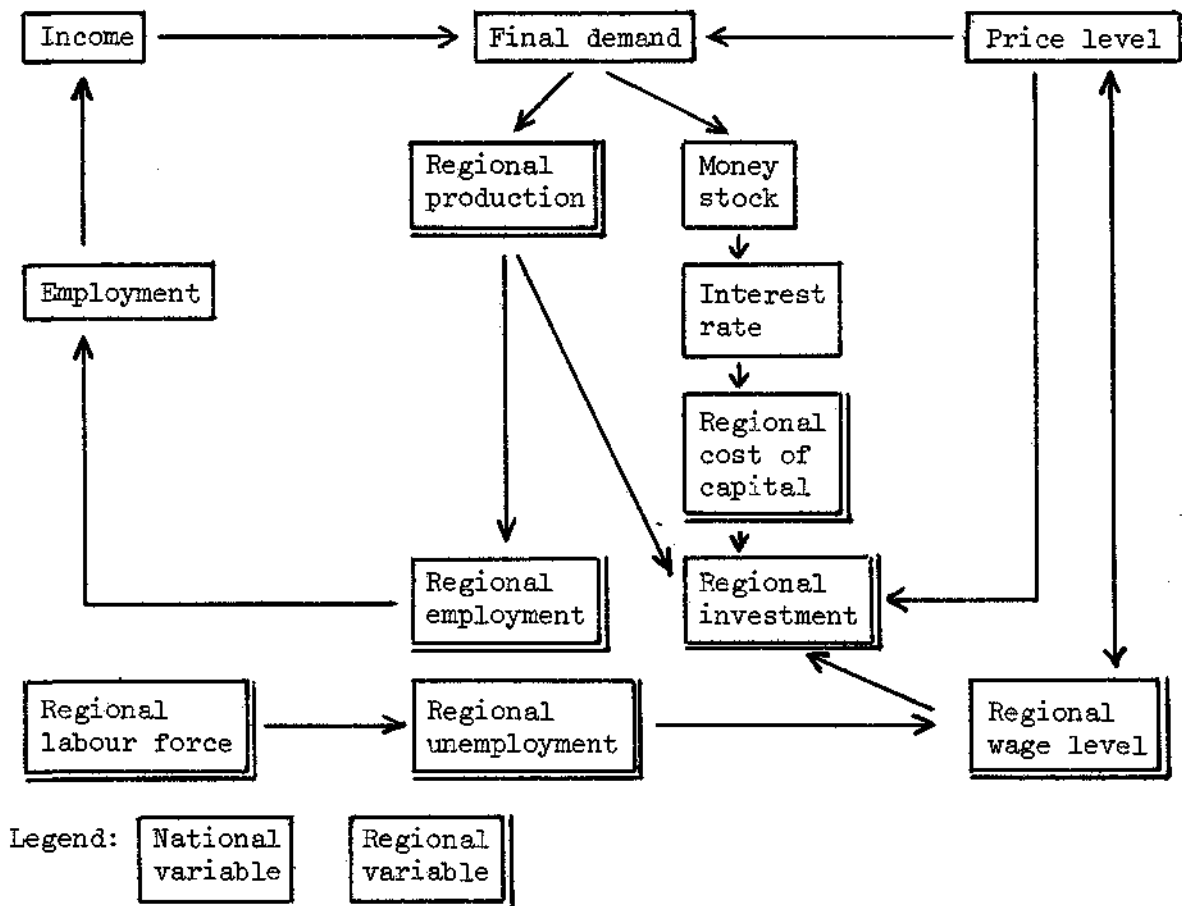 Income
Final demand
Price level
Regional
production
Money
stock
Employment
Interest
rate
Regional
cost of
capital
Regional
employment
Regional
investment
Regional
labour force
Regional
unemployment
Regional
wage level
Legend:
National
variable
Regional
variable